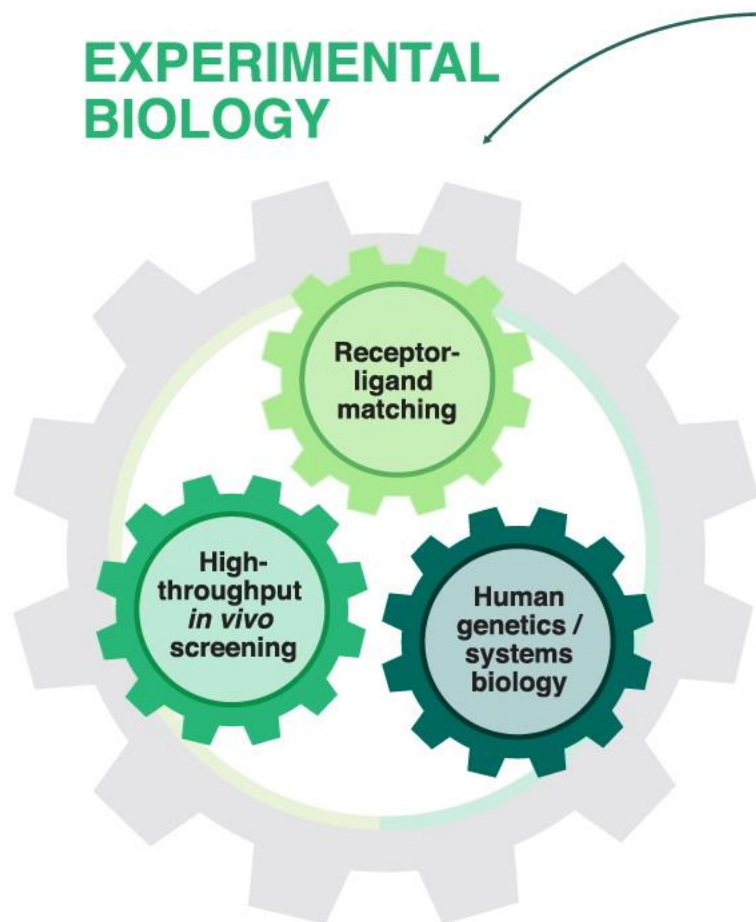 EXPERIMENTAL
BIOLOGY
Receptor-
ligand
matching
High-
throughput
in vivo
screening
Human
genetics /
systems
biology